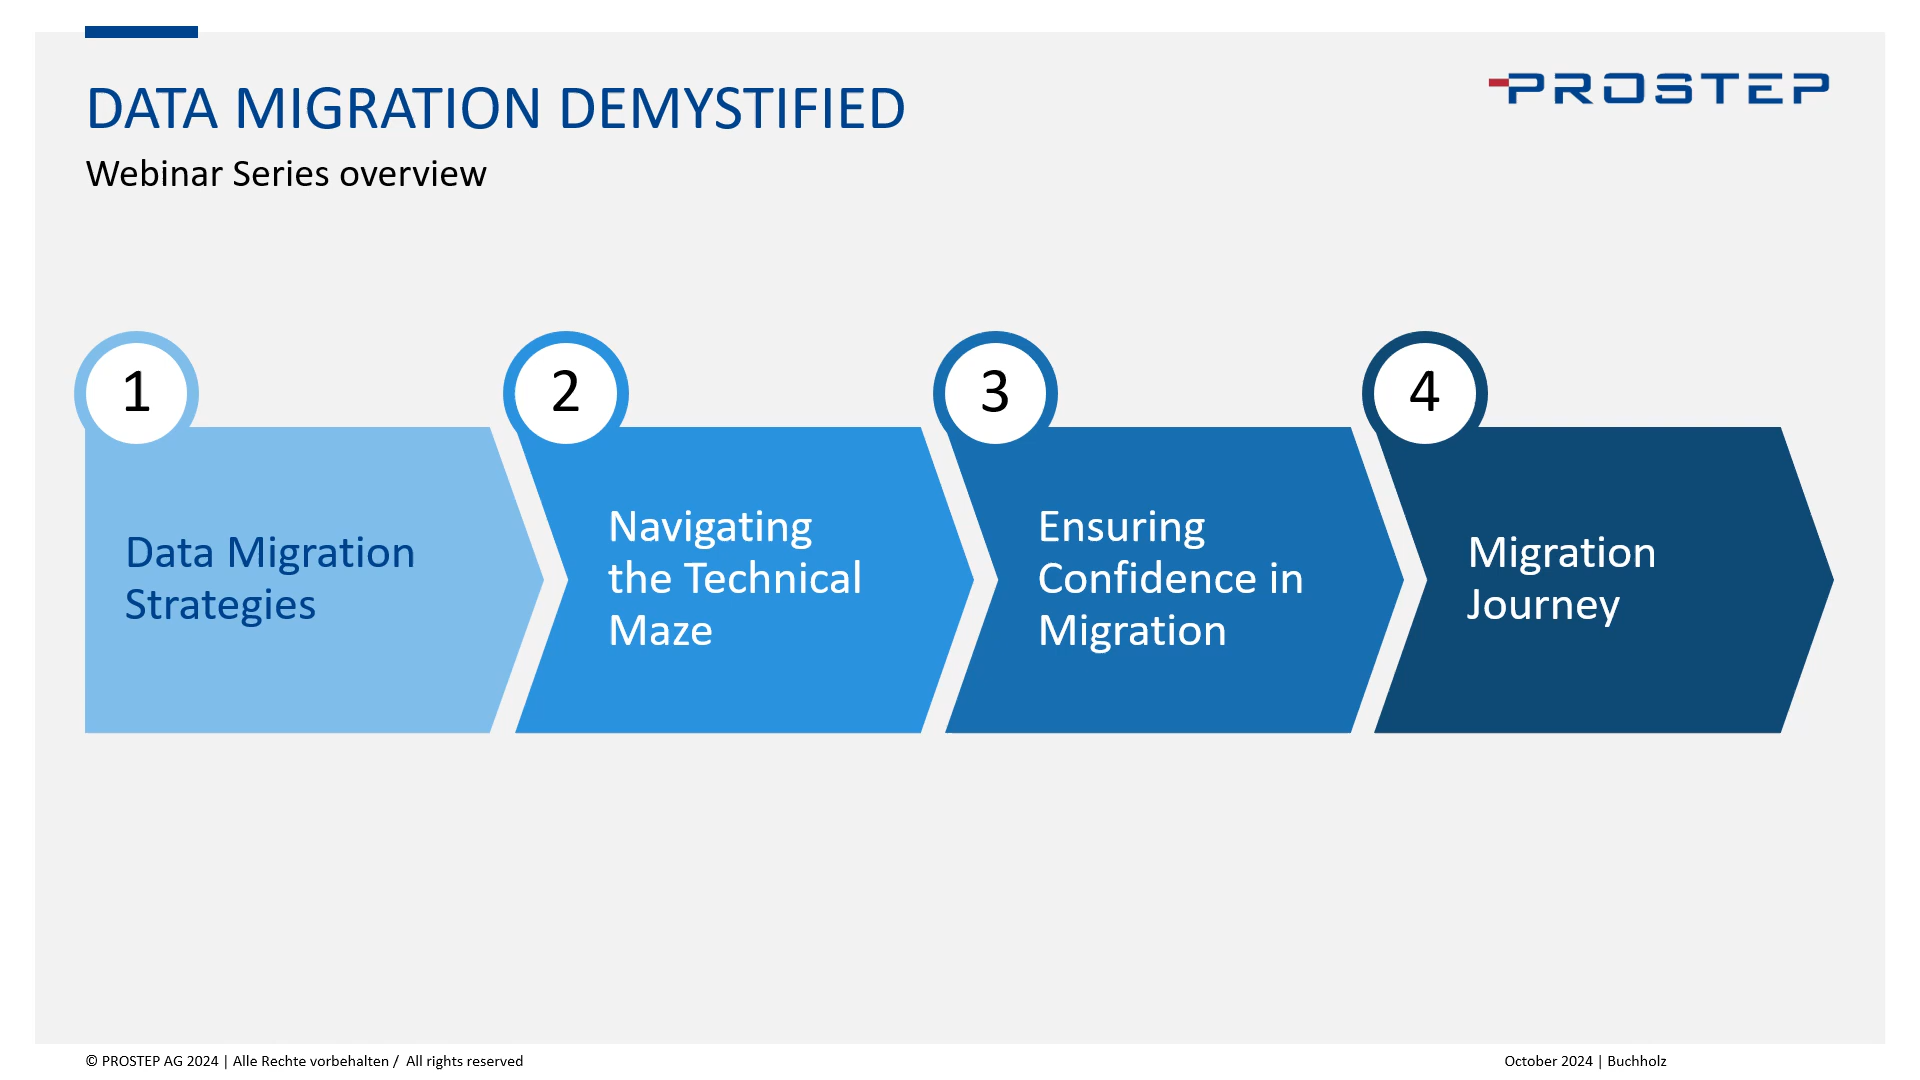 DATA MIGRATION DEMYSTIFIED
PROSTEP
Webinar Series overview
1
Data Migration
Strategies
2
Navigating
the Technical
Maze
3
Ensuring
Confidence in
Migration
4
Migration
Journey
© PROSTEP AG 2024 | Alle Rechte vorbehalten / All rights reserved
October 2024 | Buchholz